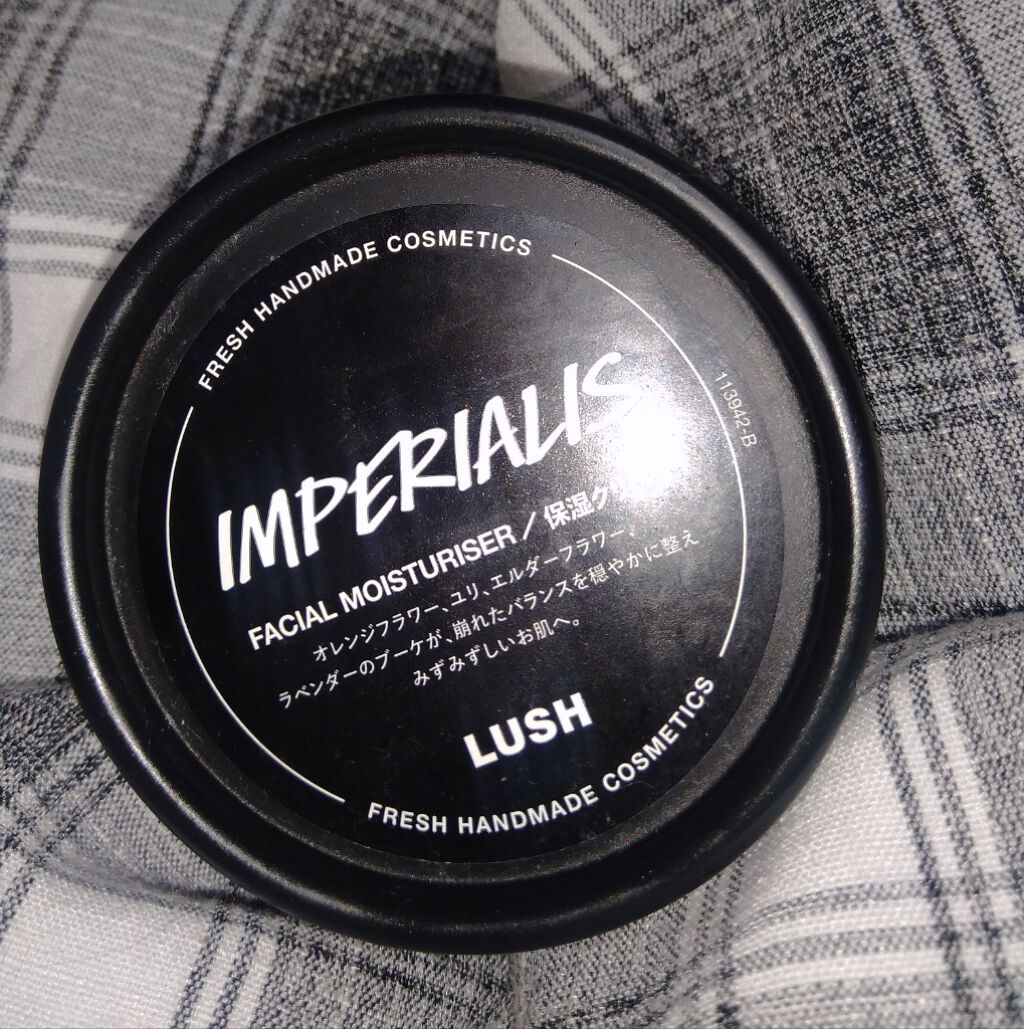 FRESH HANDMADE COSMETICS
IMPERIALIS
113942-B
FACIAL MOISTURISER / 保湿ク
オレンジフラワー、ユリ、エルダーフラワー、
ラベンダーのブーケが、崩れたバランスを穏やかに整え
みずみずしいお肌へ。
LUSH
FRESH HANDMADE COSMETICS